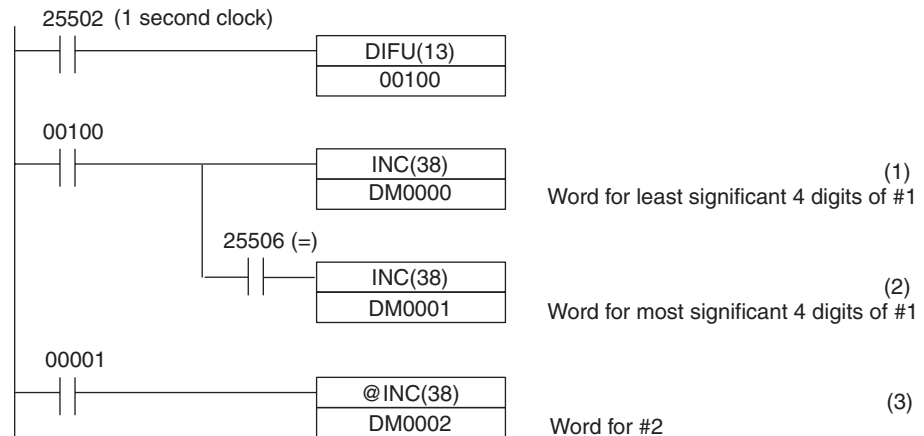 25502 (1 second clock)
DIFU(13)
00100
00100
INC(38) (1)
DM0000 Word for least significant 4 digits of #1
25506 (=)
INC(38) (2)
DM0001 Word for most significant 4 digits of #1
00001
@INC(38) (3)
DM0002 Word for #2